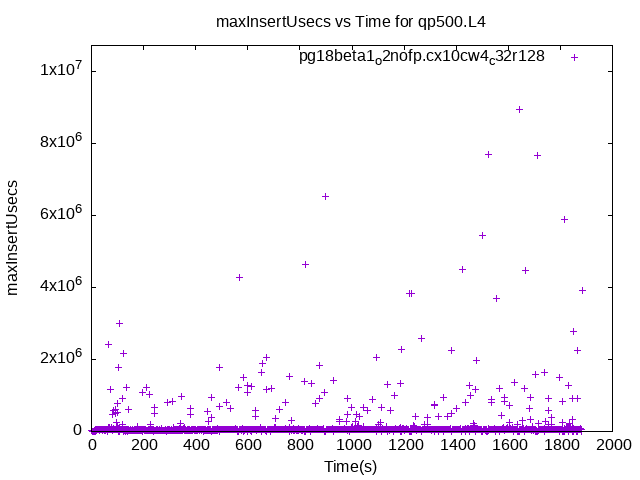 maxInsertUsecs vs Time for qp500.L4
pg18beta1_o2nofp.cx10cw4_c32r128
1x10^7
8x10^6
6x10^6
4x10^6
2x10^6
0
maxInsertUsecs
0 200 400 600 800 1000 1200 1400 1600 1800 2000
Time(s)